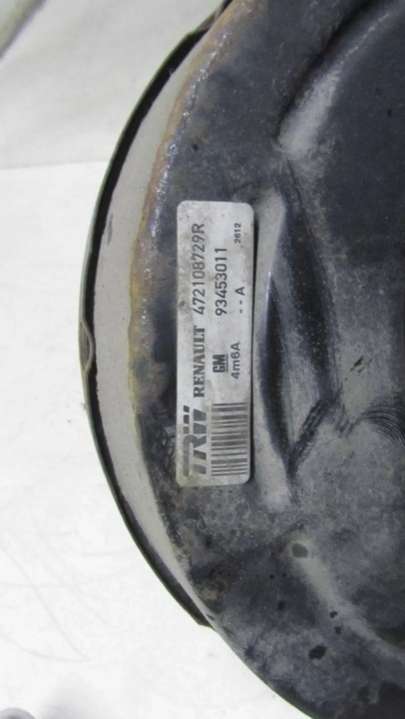 TRW RENAULT 472108729R
GM 93453011
4m6A - - A 2612